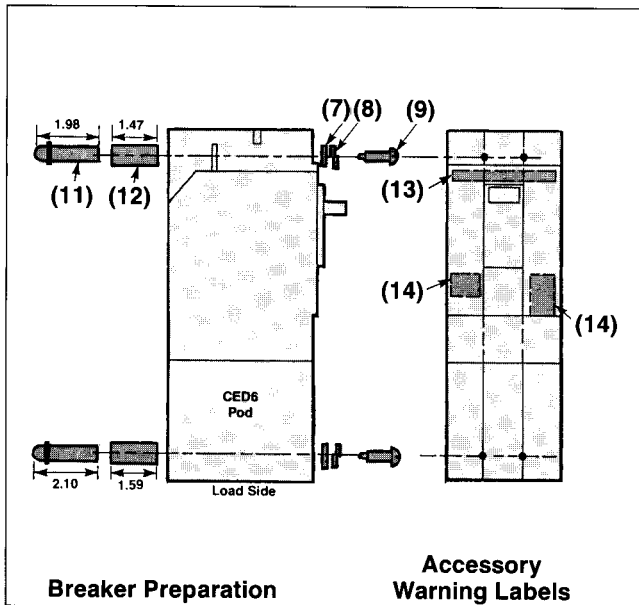 1.98
1.47
(7)
(8)
(9)
(11)
(12)
(13)
(14)
(14)
CED6
Pod
2.10
1.59
Load Side
Breaker Preparation
Accessory
Warning Labels